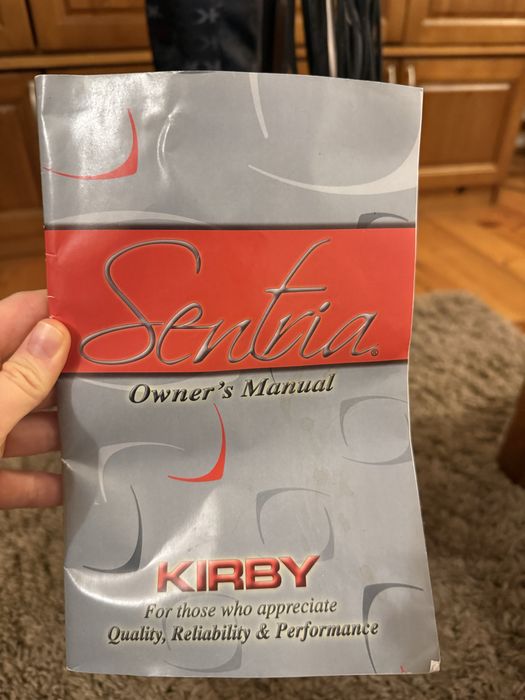 Sentria®
Owner's Manual
KIRBY
For those who appreciate
Quality, Reliability & Performance